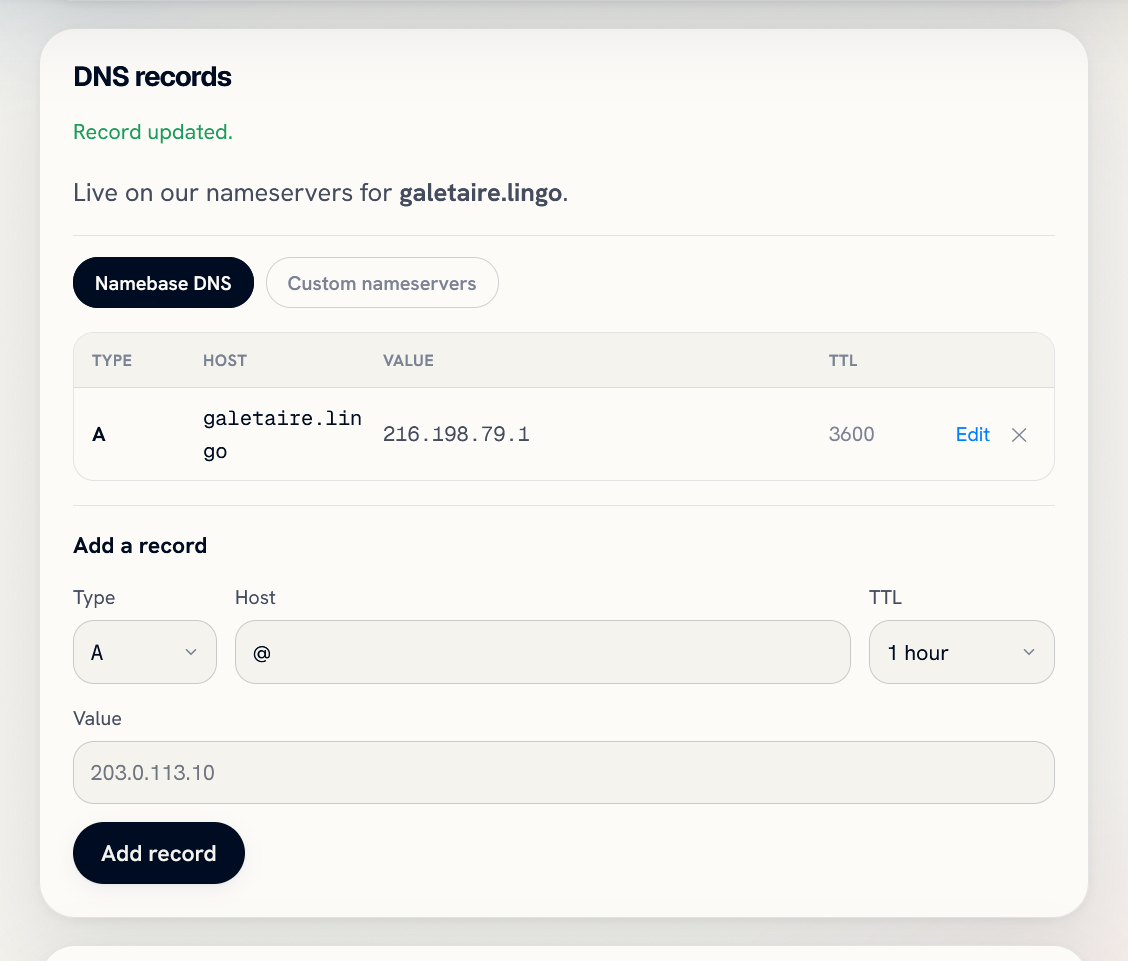 DNS records
Record updated.
Live on our nameservers for galetaire.lingo.
Namebase DNS
Custom nameservers
TYPE HOST VALUE TTL
A galetaire.lin
go 216.198.79.1 3600 Edit
Add a record
Type Host TTL
A @ 1 hour
Value
203.0.113.10
Add record